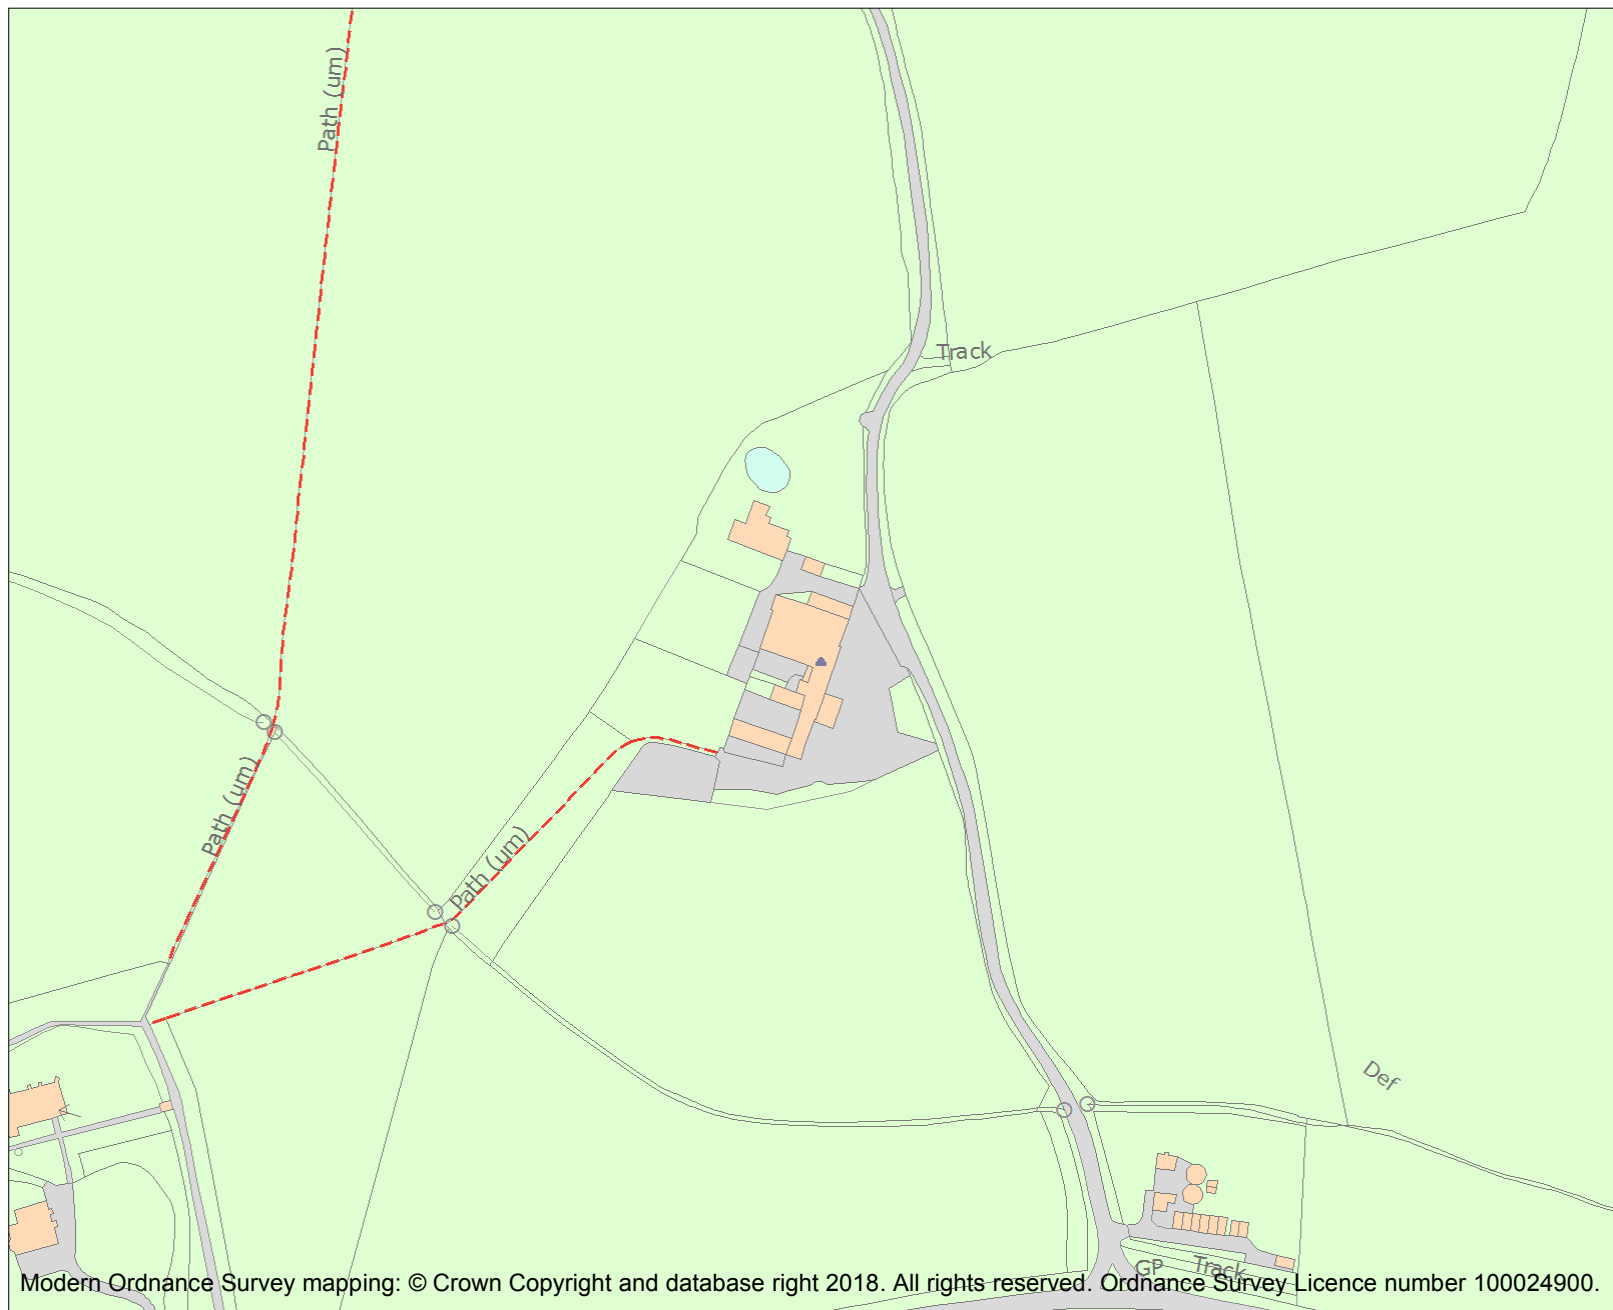 Path (um)
Track
Path (um)
Path (um)
Def
GP
Track
Modern Ordnance Survey mapping: © Crown Copyright and database right 2018. All rights reserved. Ordnance Survey Licence number 100024900.